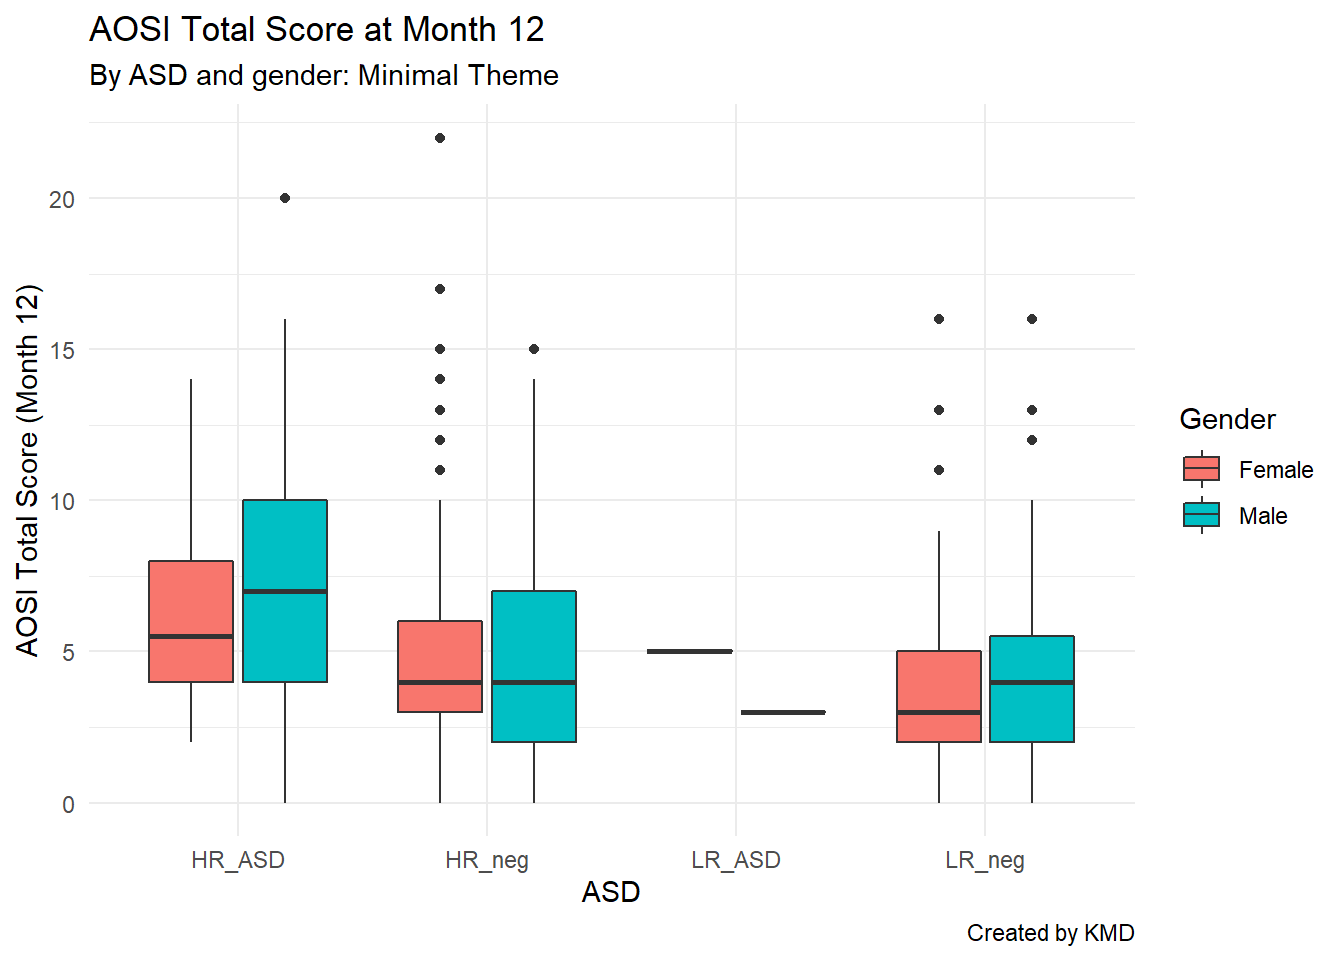 AOSI Total Score at Month 12
By ASD and gender: Minimal Theme
AOSI Total Score (Month 12)
20
15
10
5
0
HR_ASD
HR_neg
LR_ASD
LR_neg
ASD
Gender
Female
Male
Created by KMD